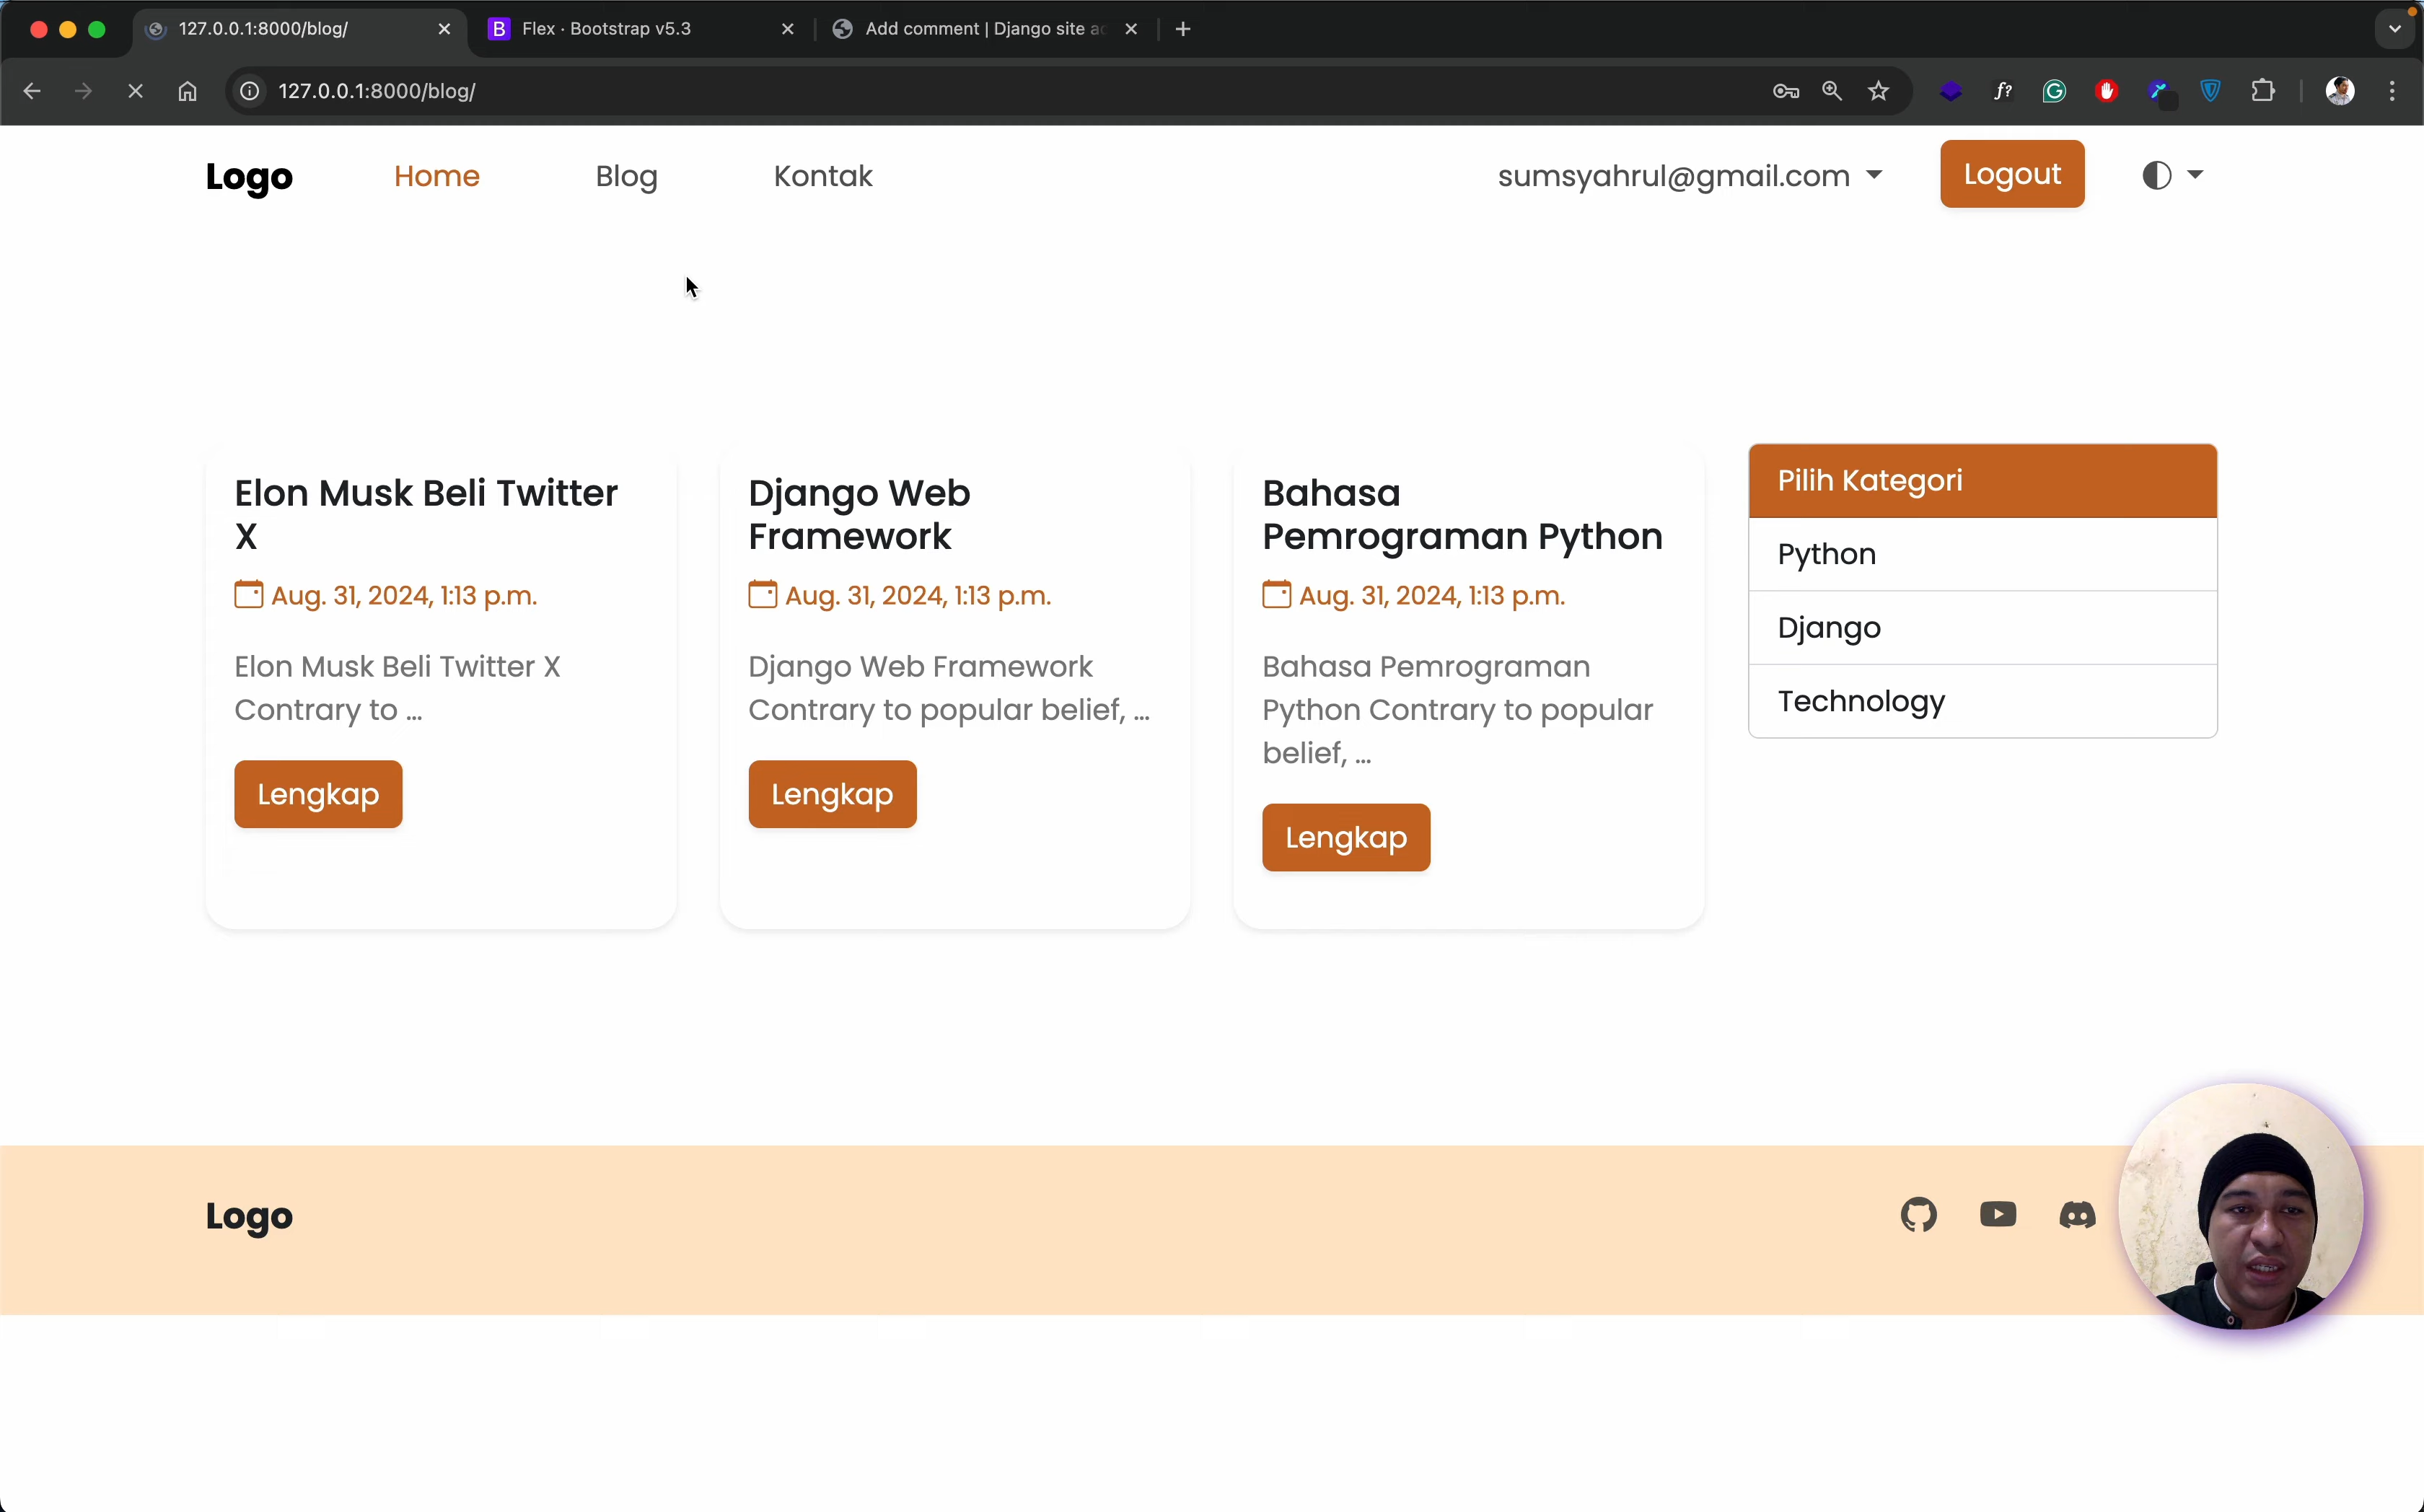 127.0.0.1:8000/blog/
Flex · Bootstrap v5.3
Add comment | Django site ac
127.0.0.1:8000/blog/
Logo
Home
Blog
Kontak
sumsyahrul@gmail.com
Logout
Elon Musk Beli Twitter
X
Aug. 31, 2024, 1:13 p.m.
Elon Musk Beli Twitter X
Contrary to ...
Lengkap
Django Web
Framework
Aug. 31, 2024, 1:13 p.m.
Django Web Framework
Contrary to popular belief, ...
Lengkap
Bahasa
Pemrograman Python
Aug. 31, 2024, 1:13 p.m.
Bahasa Pemrograman
Python Contrary to popular
belief, ...
Lengkap
Pilih Kategori
Python
Django
Technology
Logo